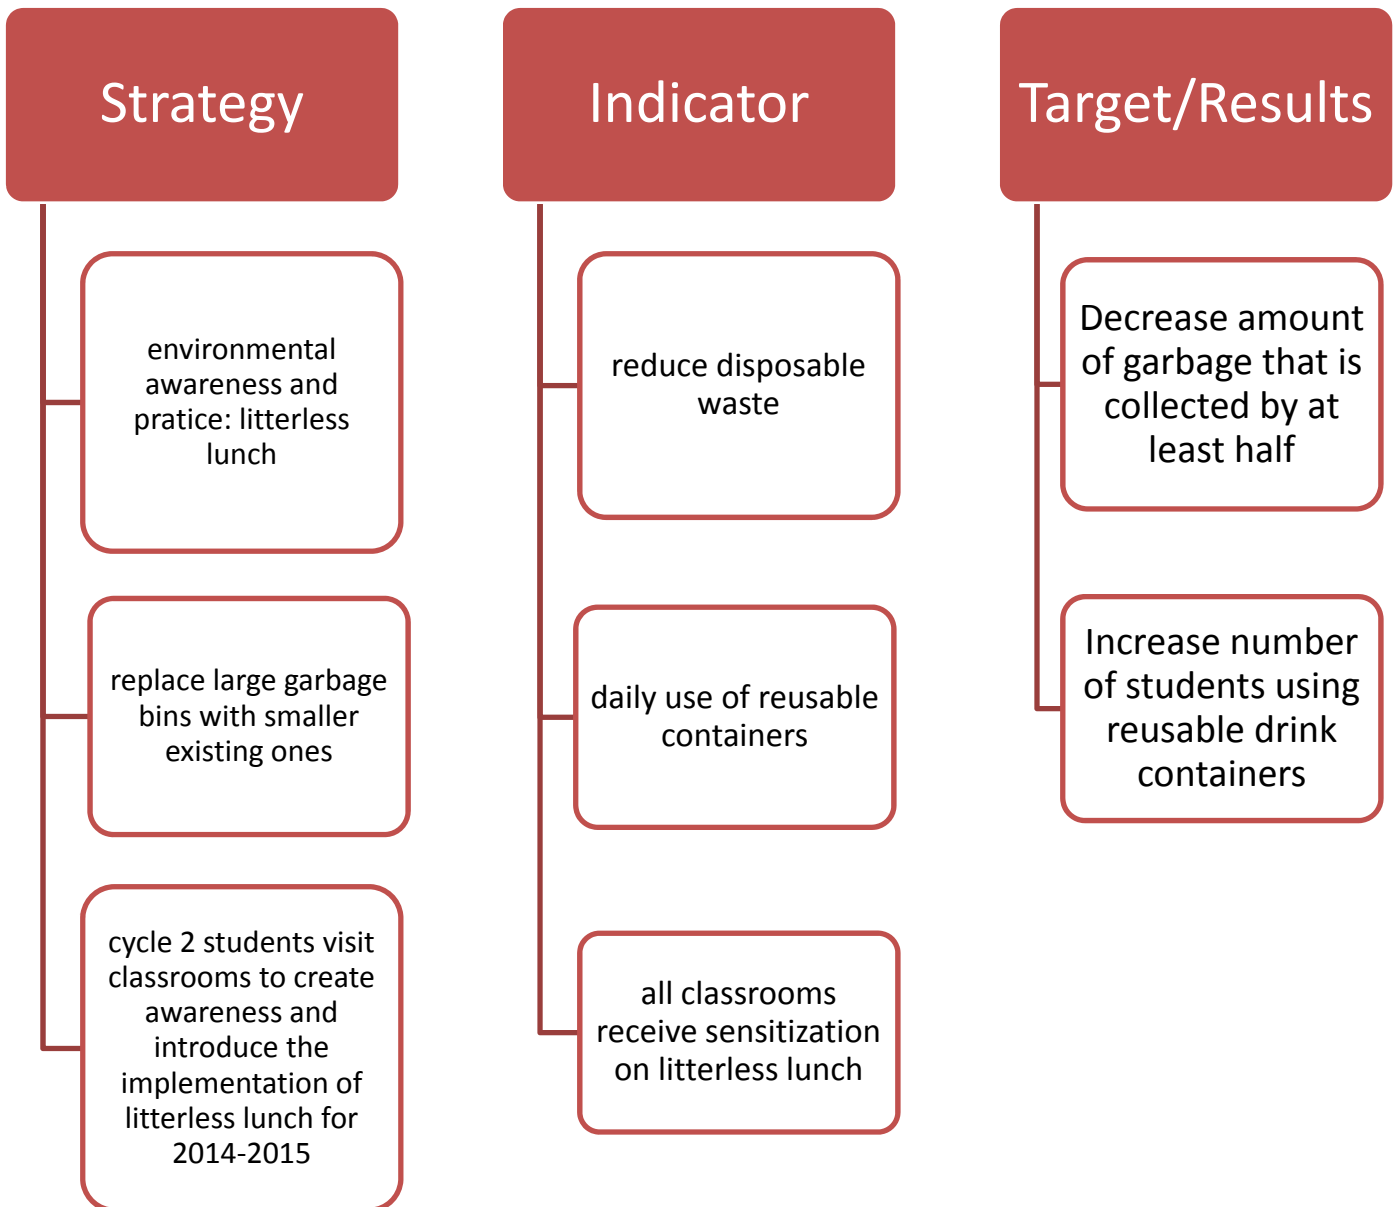 Strategy
environmental
awareness and
pratice: litterless
lunch
replace large garbage
bins with smaller
existing ones
cycle 2 students visit
classrooms to create
awareness and
introduce the
implementation of
litterless lunch for
2014-2015
Indicator
reduce disposable
waste
daily use of reusable
containers
all classrooms
receive sensitization
on litterless lunch
Target/Results
Decrease amount
of garbage that is
collected by at
least half
Increase number
of students using
reusable drink
containers